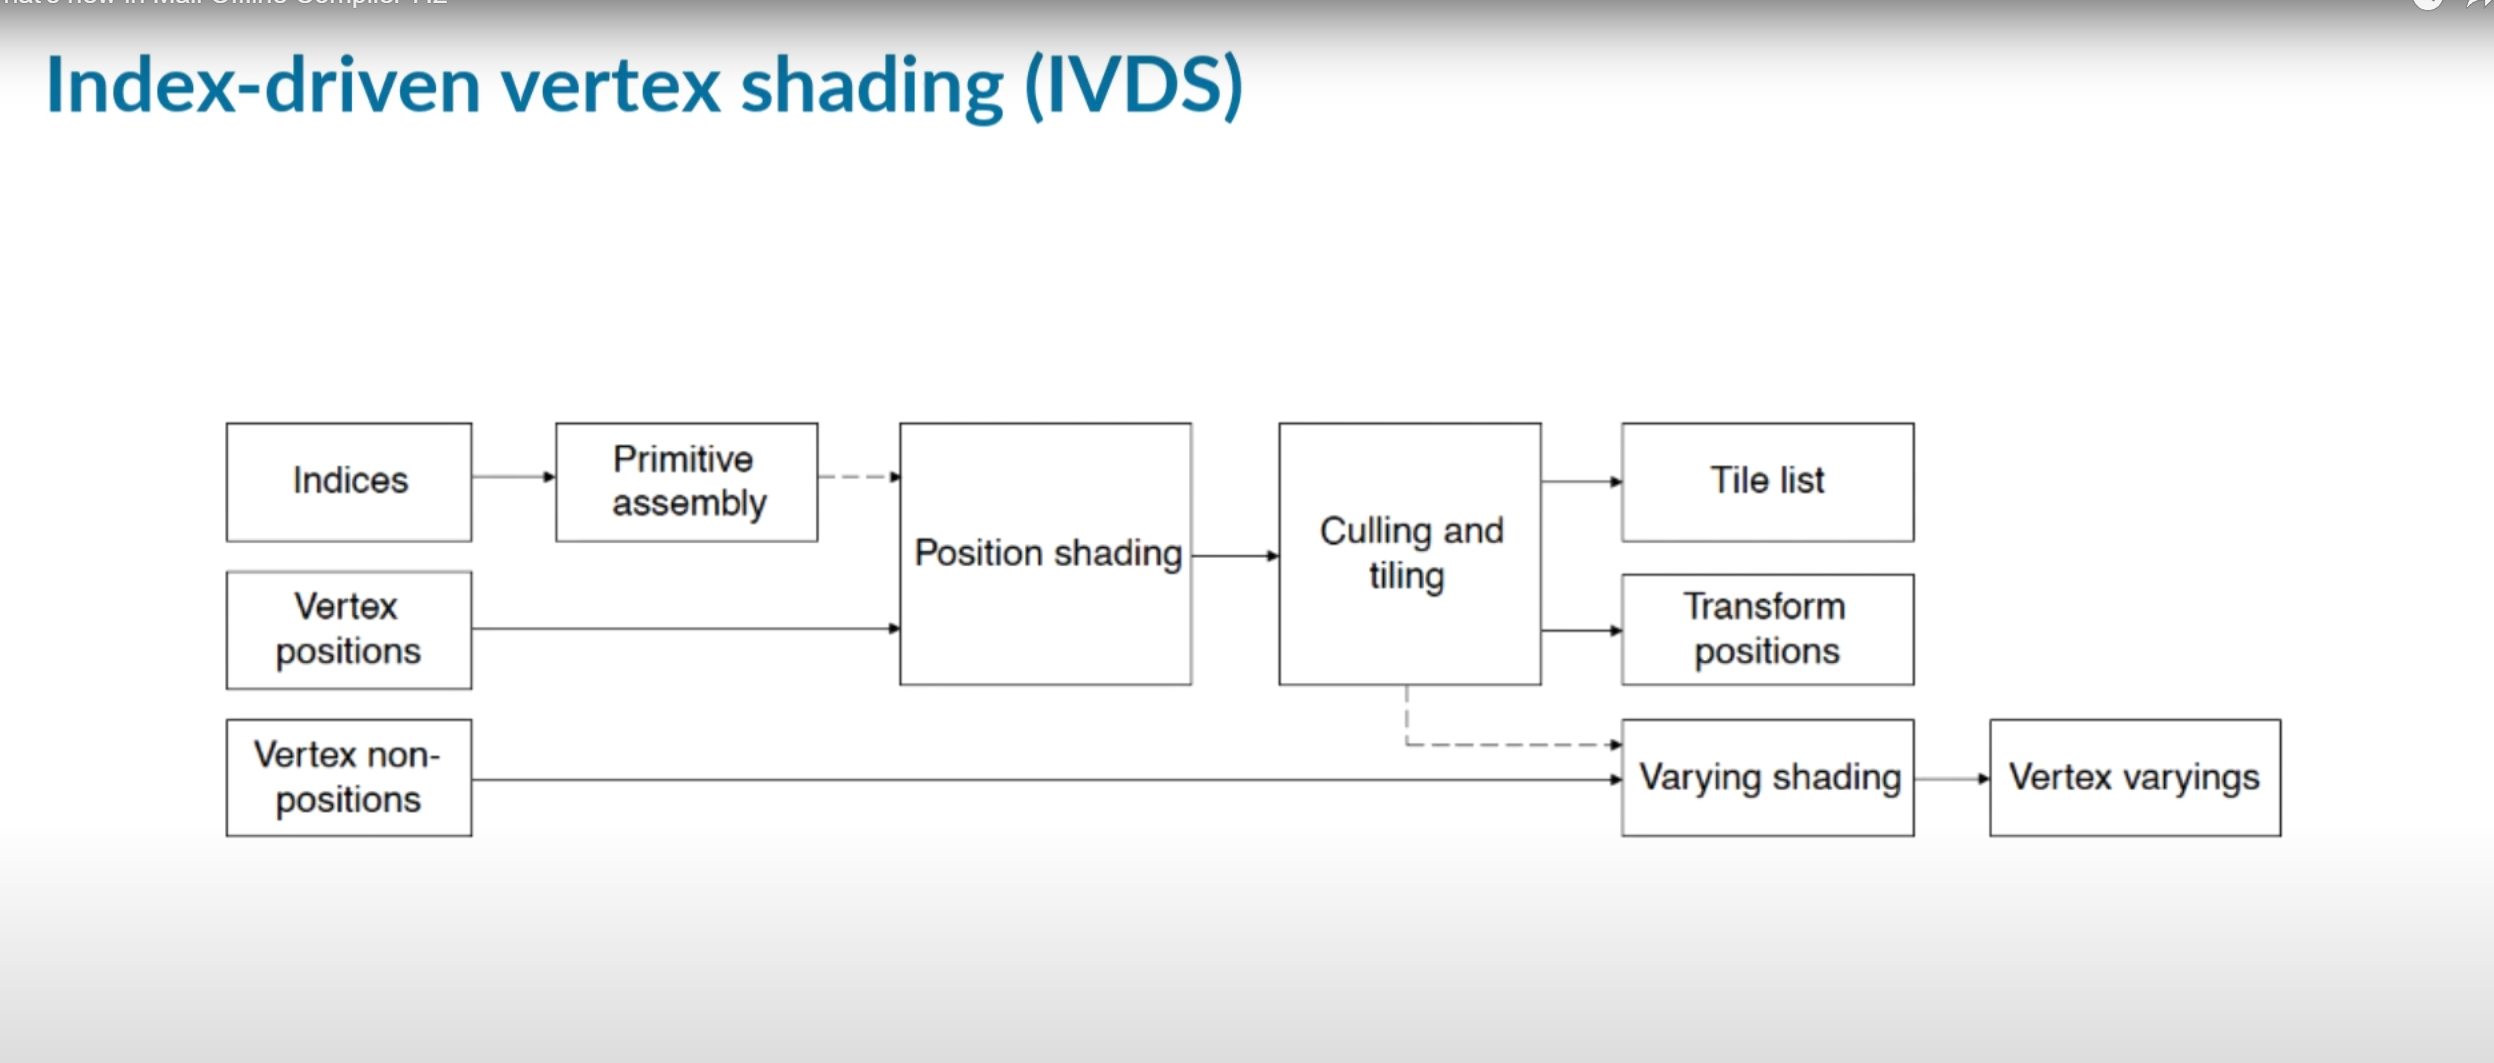 Index-driven vertex shading (IVDS)
Indices
Primitive
assembly
Position shading
Culling and
tiling
Tile list
Vertex
positions
Transform
positions
Vertex non-
positions
Varying shading
Vertex varyings